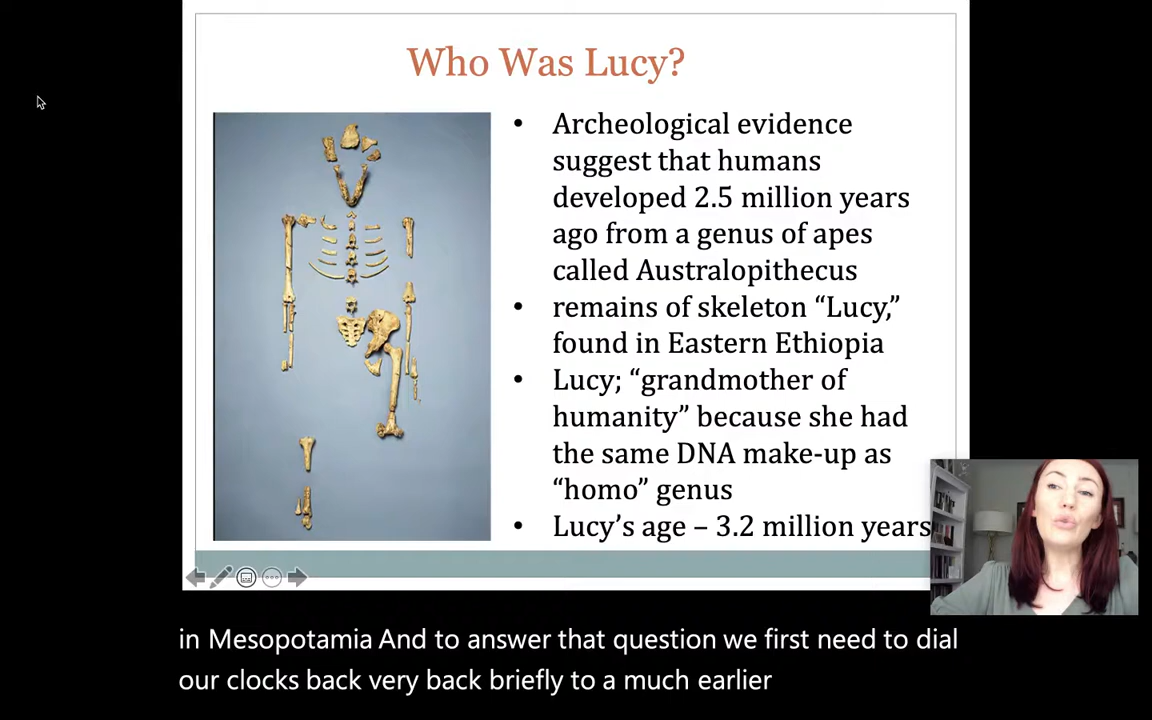 Who Was Lucy?
• Archeological evidence
suggest that humans
developed 2.5 million years
ago from a genus of apes
called Australopithecus
• remains of skeleton “Lucy,”
found in Eastern Ethiopia
• Lucy; “grandmother of
humanity” because she had
the same DNA make-up as
“homo” genus
• Lucy’s age – 3.2 million years
in Mesopotamia And to answer that question we first need to dial
our clocks back very back briefly to a much earlier